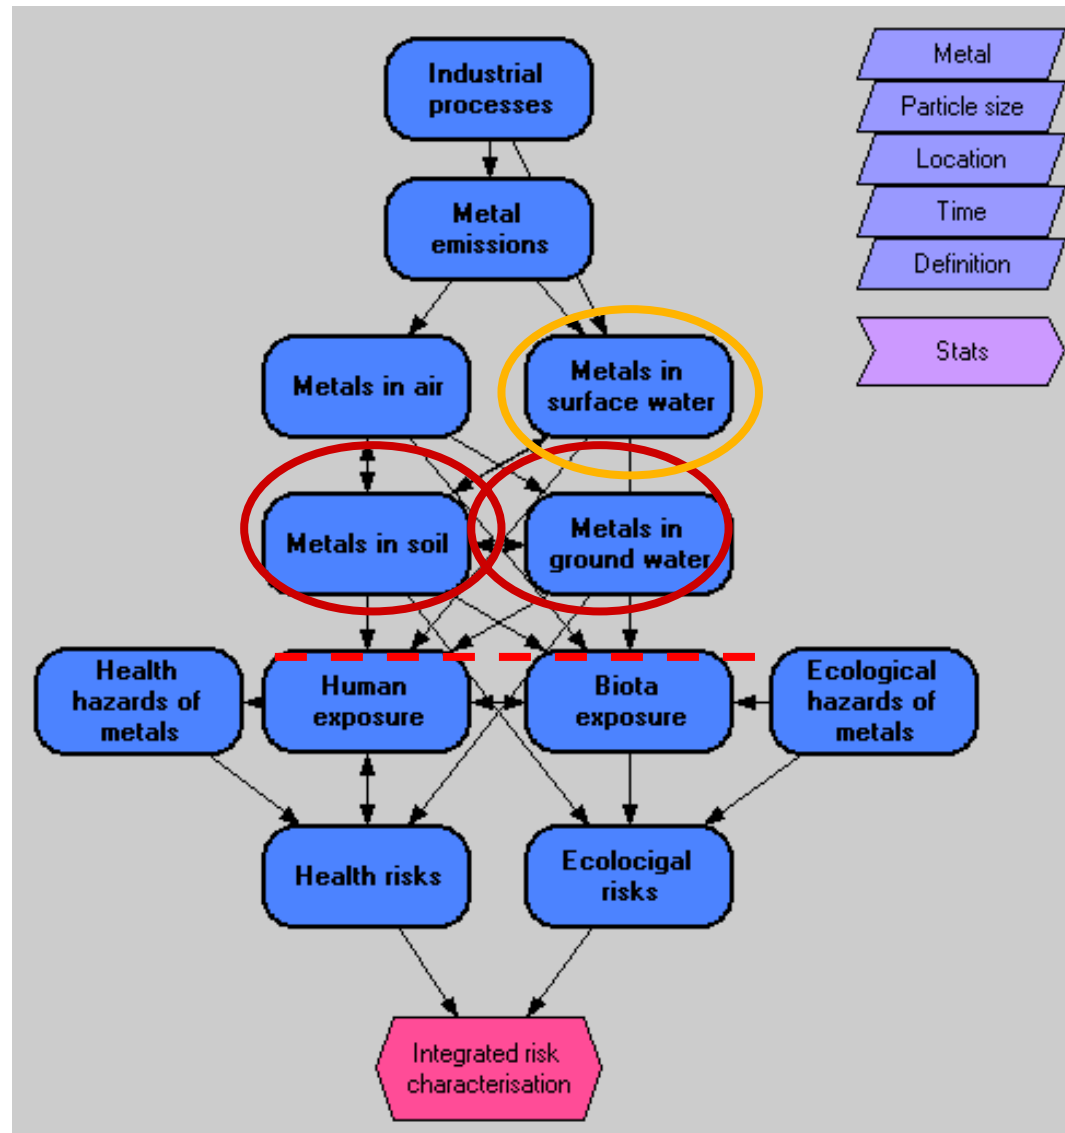 Industrial
processes
Metal
emissions
Metals in air
Metals in
surface water
Metals in soil
Metals in
ground water
Health
hazards of
metals
Human
exposure
Biota
exposure
Ecological
hazards of
metals
Health risks
Ecolocigal
risks
Integrated risk
characterisation
Metal
Particle size
Location
Time
Definition
Stats